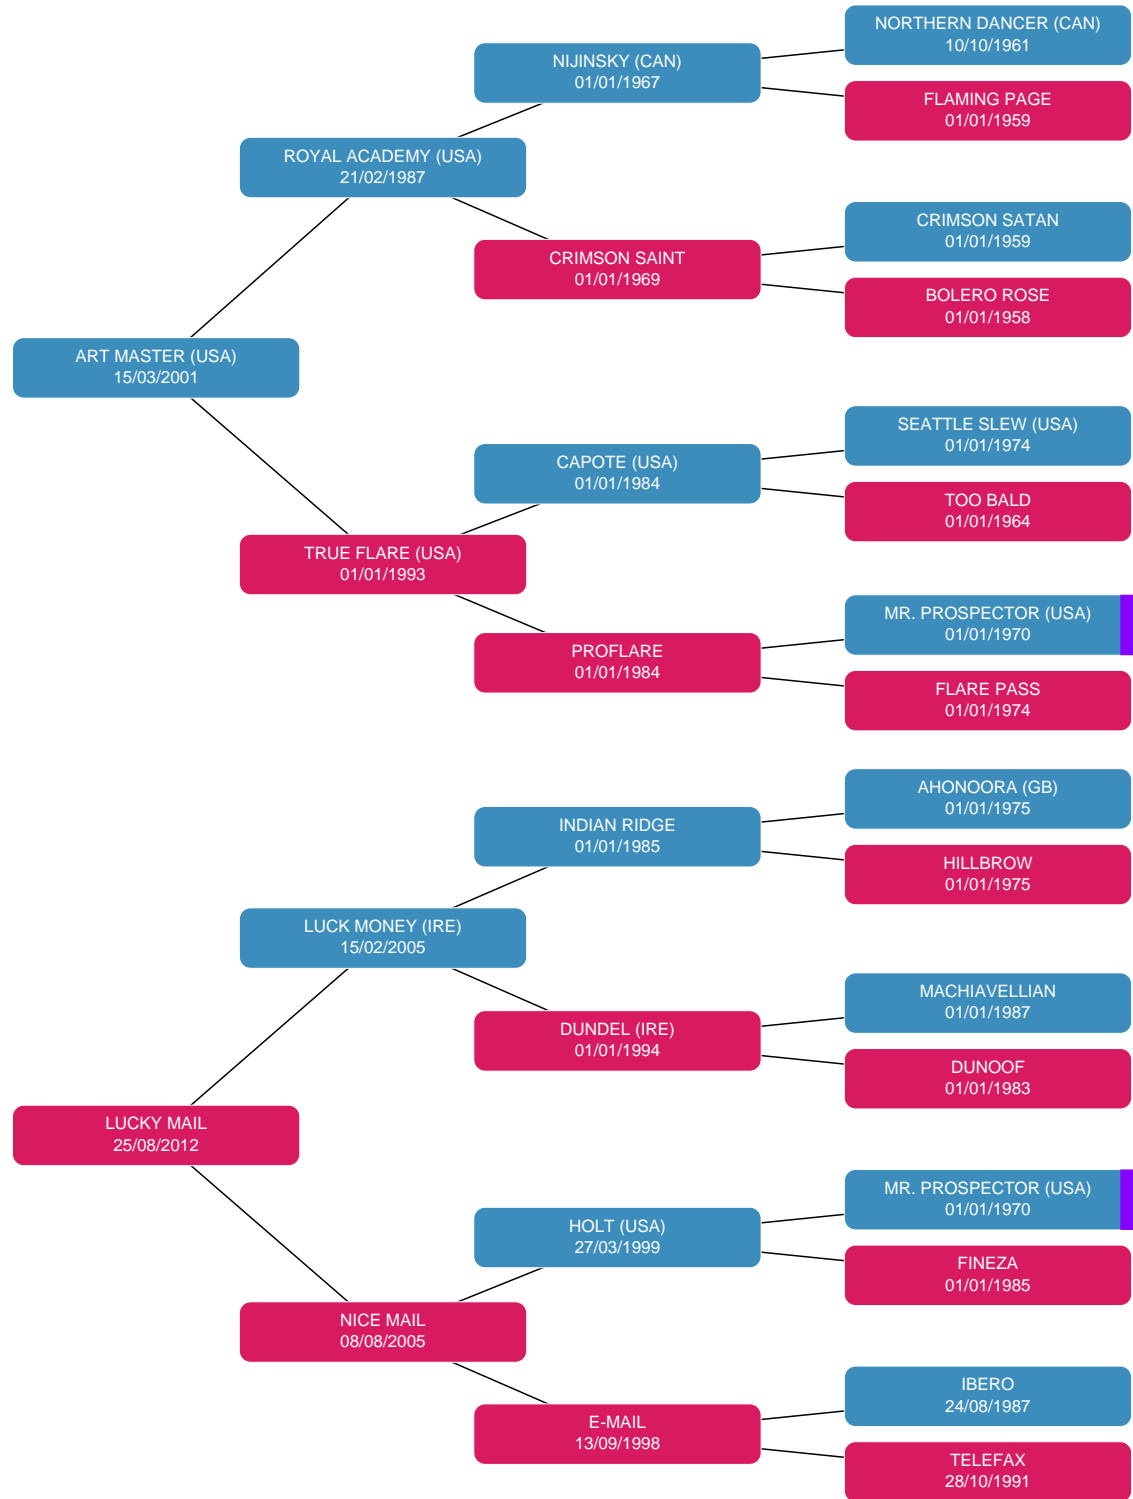 NORTHERN DANCER (CAN)
10/10/1961
NIJINSKY (CAN)
01/01/1967
FLAMING PAGE
01/01/1959
ROYAL ACADEMY (USA)
21/02/1987
CRIMSON SATAN
01/01/1959
CRIMSON SAINT
01/01/1969
BOLERO ROSE
01/01/1958
ART MASTER (USA)
15/03/2001
SEATTLE SLEW (USA)
01/01/1974
CAPOTE (USA)
01/01/1984
TOO BALD
01/01/1964
TRUE FLARE (USA)
01/01/1993
MR. PROSPECTOR (USA)
01/01/1970
PROFLARE
01/01/1984
FLARE PASS
01/01/1974
AHONOORA (GB)
01/01/1975
INDIAN RIDGE
01/01/1985
HILLBROW
01/01/1975
LUCK MONEY (IRE)
15/02/2005
MACHIAVELLIAN
01/01/1987
DUNDEL (IRE)
01/01/1994
DUNOOF
01/01/1983
LUCKY MAIL
25/08/2012
MR. PROSPECTOR (USA)
01/01/1970
HOLT (USA)
27/03/1999
FINEZA
01/01/1985
NICE MAIL
08/08/2005
IBERO
24/08/1987
E-MAIL
13/09/1998
TELEFAX
28/10/1991